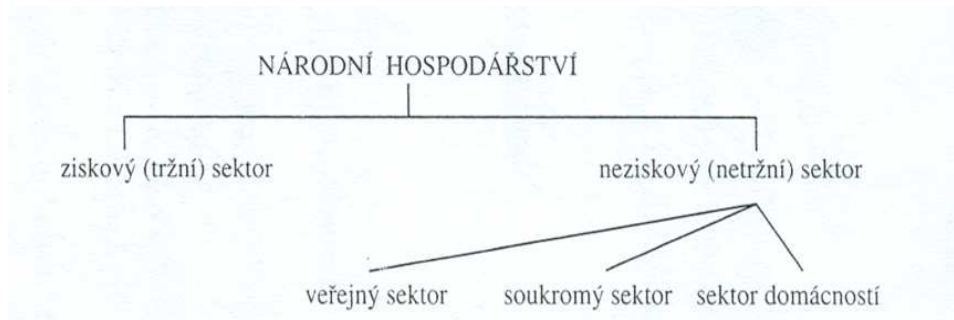 NÁRODNÍ HOSPODÁŘSTVÍ
ziskový (tržní) sektor neziskový (netržní) sektor
veřejný sektor soukromý sektor sektor domácností